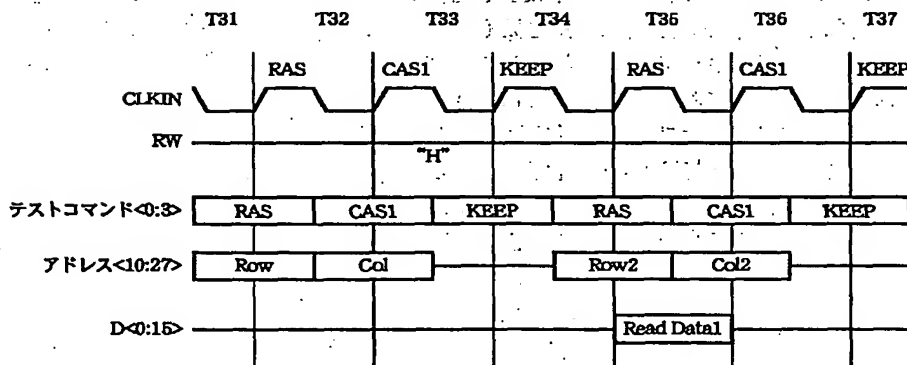 T31 T32 T33 T34 T35 T36 T37
RAS CAS1 KEEP RAS CAS1 KEEP
CLKIN
RW
"H"
テストコマンド<0:3> RAS CAS1 KEEP RAS CAS1 KEEP
アドレス<10:27> Row Col Row2 Col2
D<0:15> Read Data1